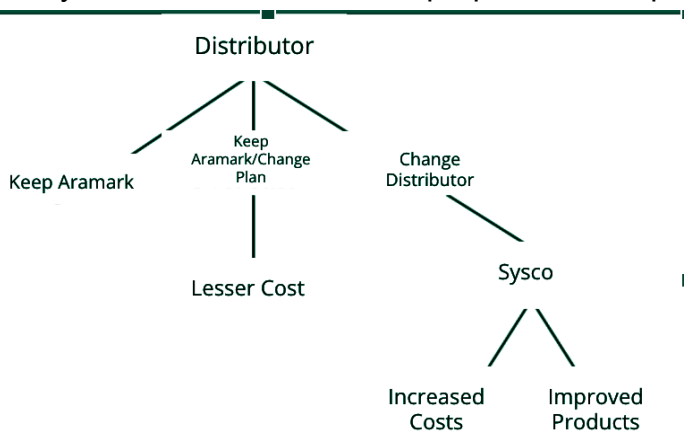 Distributor
Keep
Aramark/Change
Plan
Change
Distributor
Keep Aramark
Sysco
Lesser Cost
Increased
Costs
Improved
Products